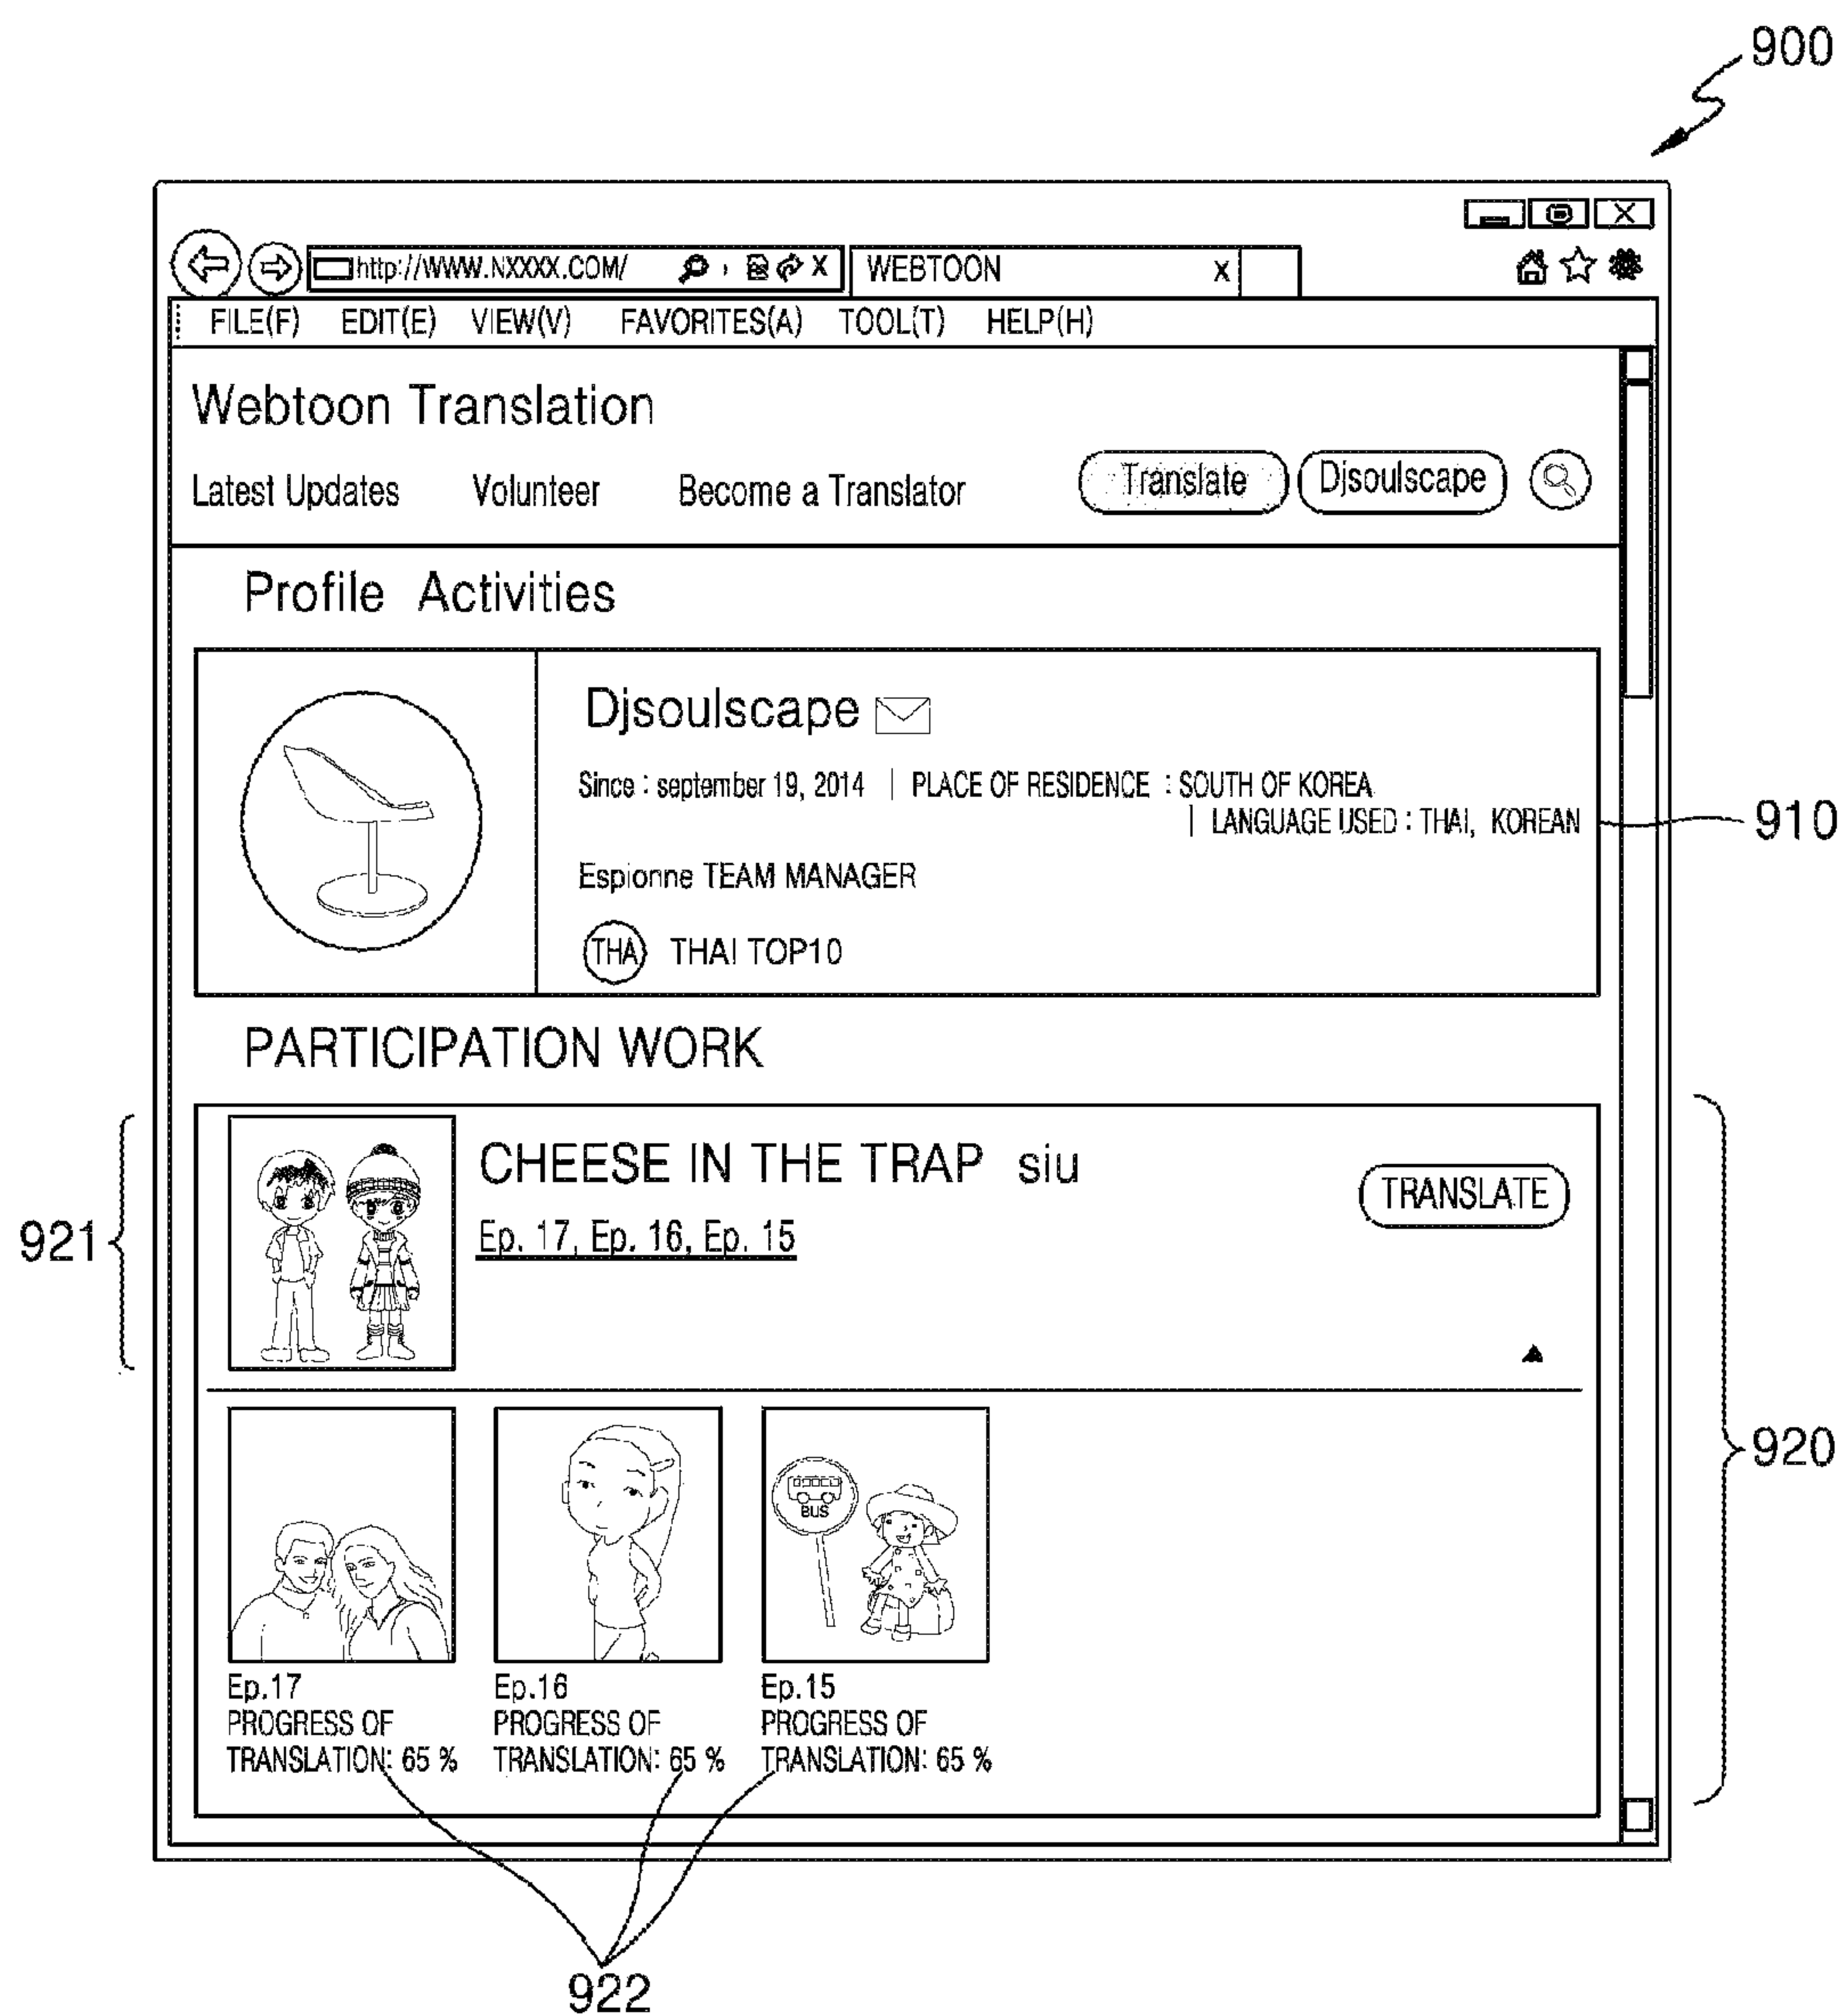 900
http://WWW.NXXXX.COM/ X WEBTOON X
FILE(F) EDIT(E) VIEW(V) FAVORITES(A) TOOL(T) HELP(H)
Webtoon Translation
Latest Updates Volunteer Become a Translator Translate Djsoulscape
Profile Activities
Djsoulscape
Since : september 19, 2014 | PLACE OF RESIDENCE : SOUTH OF KOREA
| LANGUAGE USED : THAI, KOREAN
910
Espionne TEAM MANAGER
THA THAI TOP10
PARTICIPATION WORK
921
CHEESE IN THE TRAP siu
TRANSLATE
Ep. 17, Ep. 16, Ep. 15
920
BUS
Ep.17
PROGRESS OF
TRANSLATION: 65 %
Ep.16
PROGRESS OF
TRANSLATION: 65 %
Ep.15
PROGRESS OF
TRANSLATION: 65 %
922